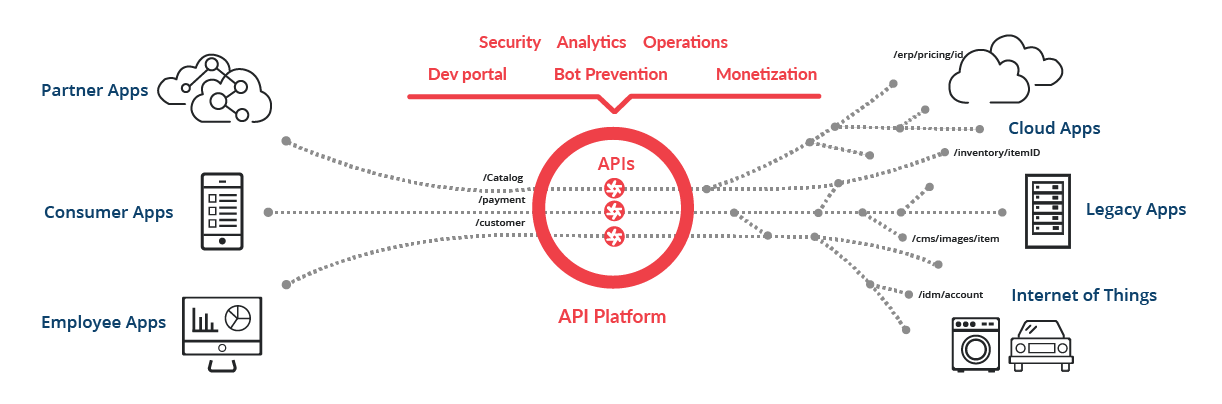 Security Analytics Operations
Dev portal Bot Prevention Monetization
Partner Apps
Consumer Apps
Employee Apps
/Catalog
/payment
/customer
APIs
API Platform
/erp/pricing/id
Cloud Apps
/inventory/itemID
Legacy Apps
/cms/images/item
/idm/account
Internet of Things